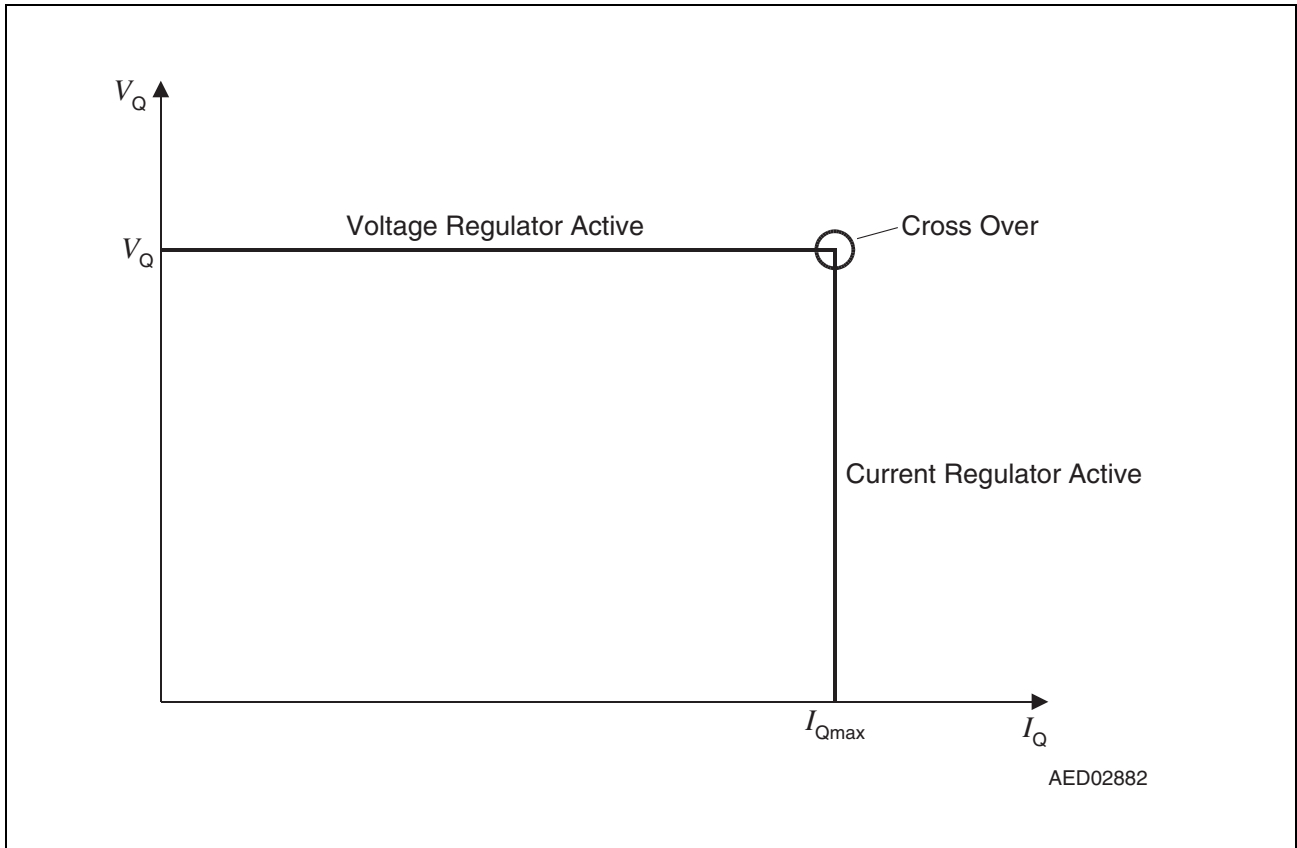 VQ
Voltage Regulator Active
Cross Over
VQ
Current Regulator Active
IQmax
IQ
AED02882